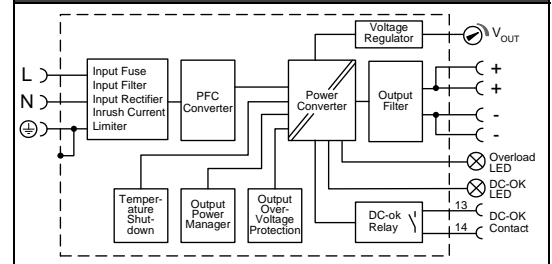 Voltage
Regulator
VOUT
L
N
Input Fuse
Input Filter
Input Rectifier
Inrush Current
Limiter
PFC
Converter
Power
Converter
Output
Filter
+
+
-
-
Overload
LED
DC-OK
LED
Temper-
ature
Shut-
down
Output
Power
Manager
Output
Over-
Voltage
Protection
DC-ok
Relay
13
14
DC-OK
Contact